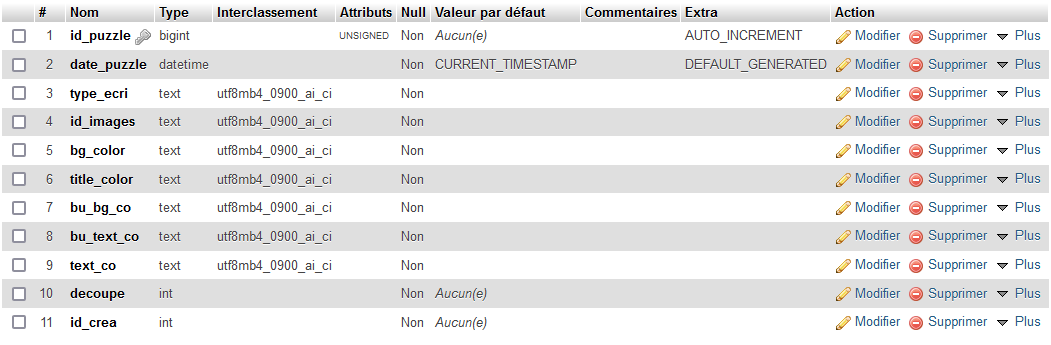 # Nom Type Interclassement Attributs Null Valeur par défaut Commentaires Extra Action
1 id_puzzle bigint UNSIGNED Non Aucun(e) AUTO_INCREMENT Modifier Supprimer Plus
2 date_puzzle datetime Non CURRENT_TIMESTAMP DEFAULT_GENERATED Modifier Supprimer Plus
3 type_ecri text utf8mb4_0900_ai_ci Non Modifier Supprimer Plus
4 id_images text utf8mb4_0900_ai_ci Non Modifier Supprimer Plus
5 bg_color text utf8mb4_0900_ai_ci Non Modifier Supprimer Plus
6 title_color text utf8mb4_0900_ai_ci Non Modifier Supprimer Plus
7 bu_bg_co text utf8mb4_0900_ai_ci Non Modifier Supprimer Plus
8 bu_text_co text utf8mb4_0900_ai_ci Non Modifier Supprimer Plus
9 text_co text utf8mb4_0900_ai_ci Non Modifier Supprimer Plus
10 decoupe int Non Aucun(e) Modifier Supprimer Plus
11 id_crea int Non Aucun(e) Modifier Supprimer Plus